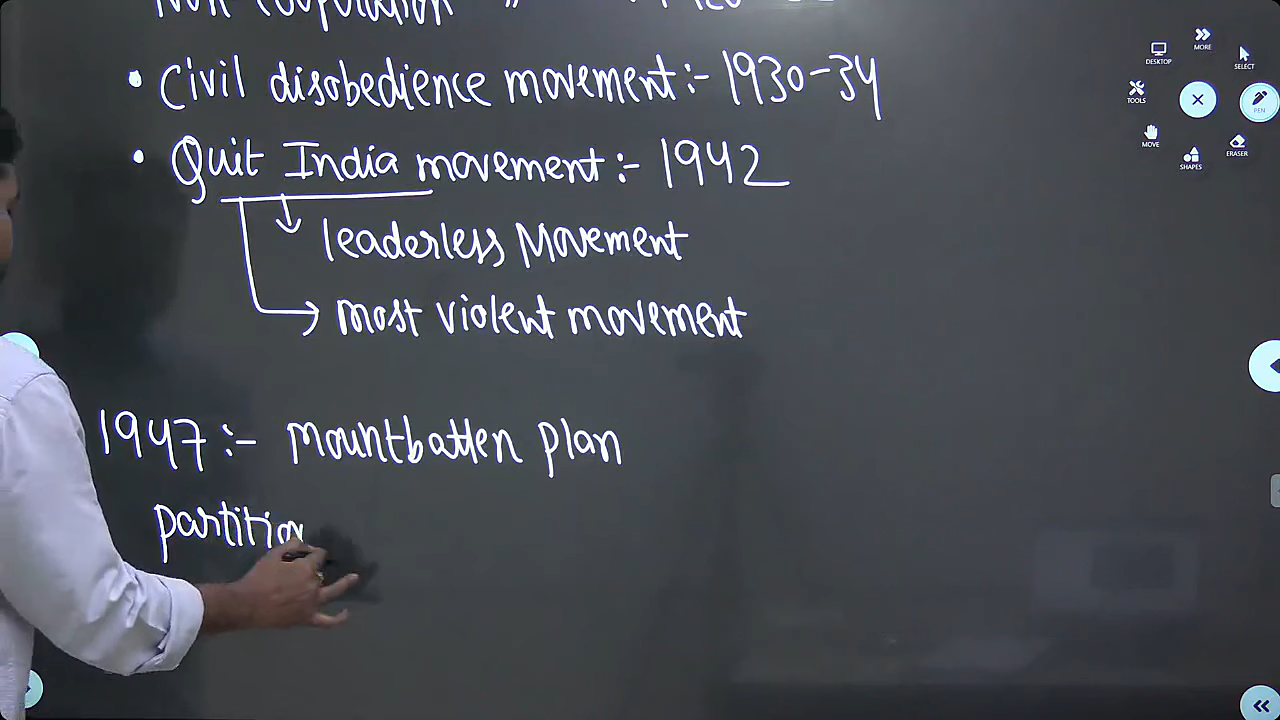 • Civil disobedience movement :- 1930-34
• Quit India movement :- 1942
leaderless Movement
most violent movement
1947 :- Mountbatten plan
partition
DESKTOP
MORE
SELECT
TOOLS
PEN
MOVE
SHAPES
ERASER